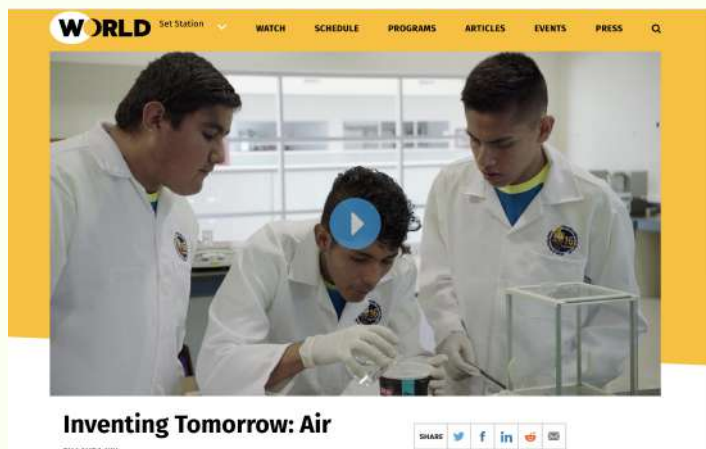 WORLD Set Station WATCH SCHEDULE PROGRAMS ARTICLES EVENTS PRESS
Inventing Tomorrow: Air
SHARE